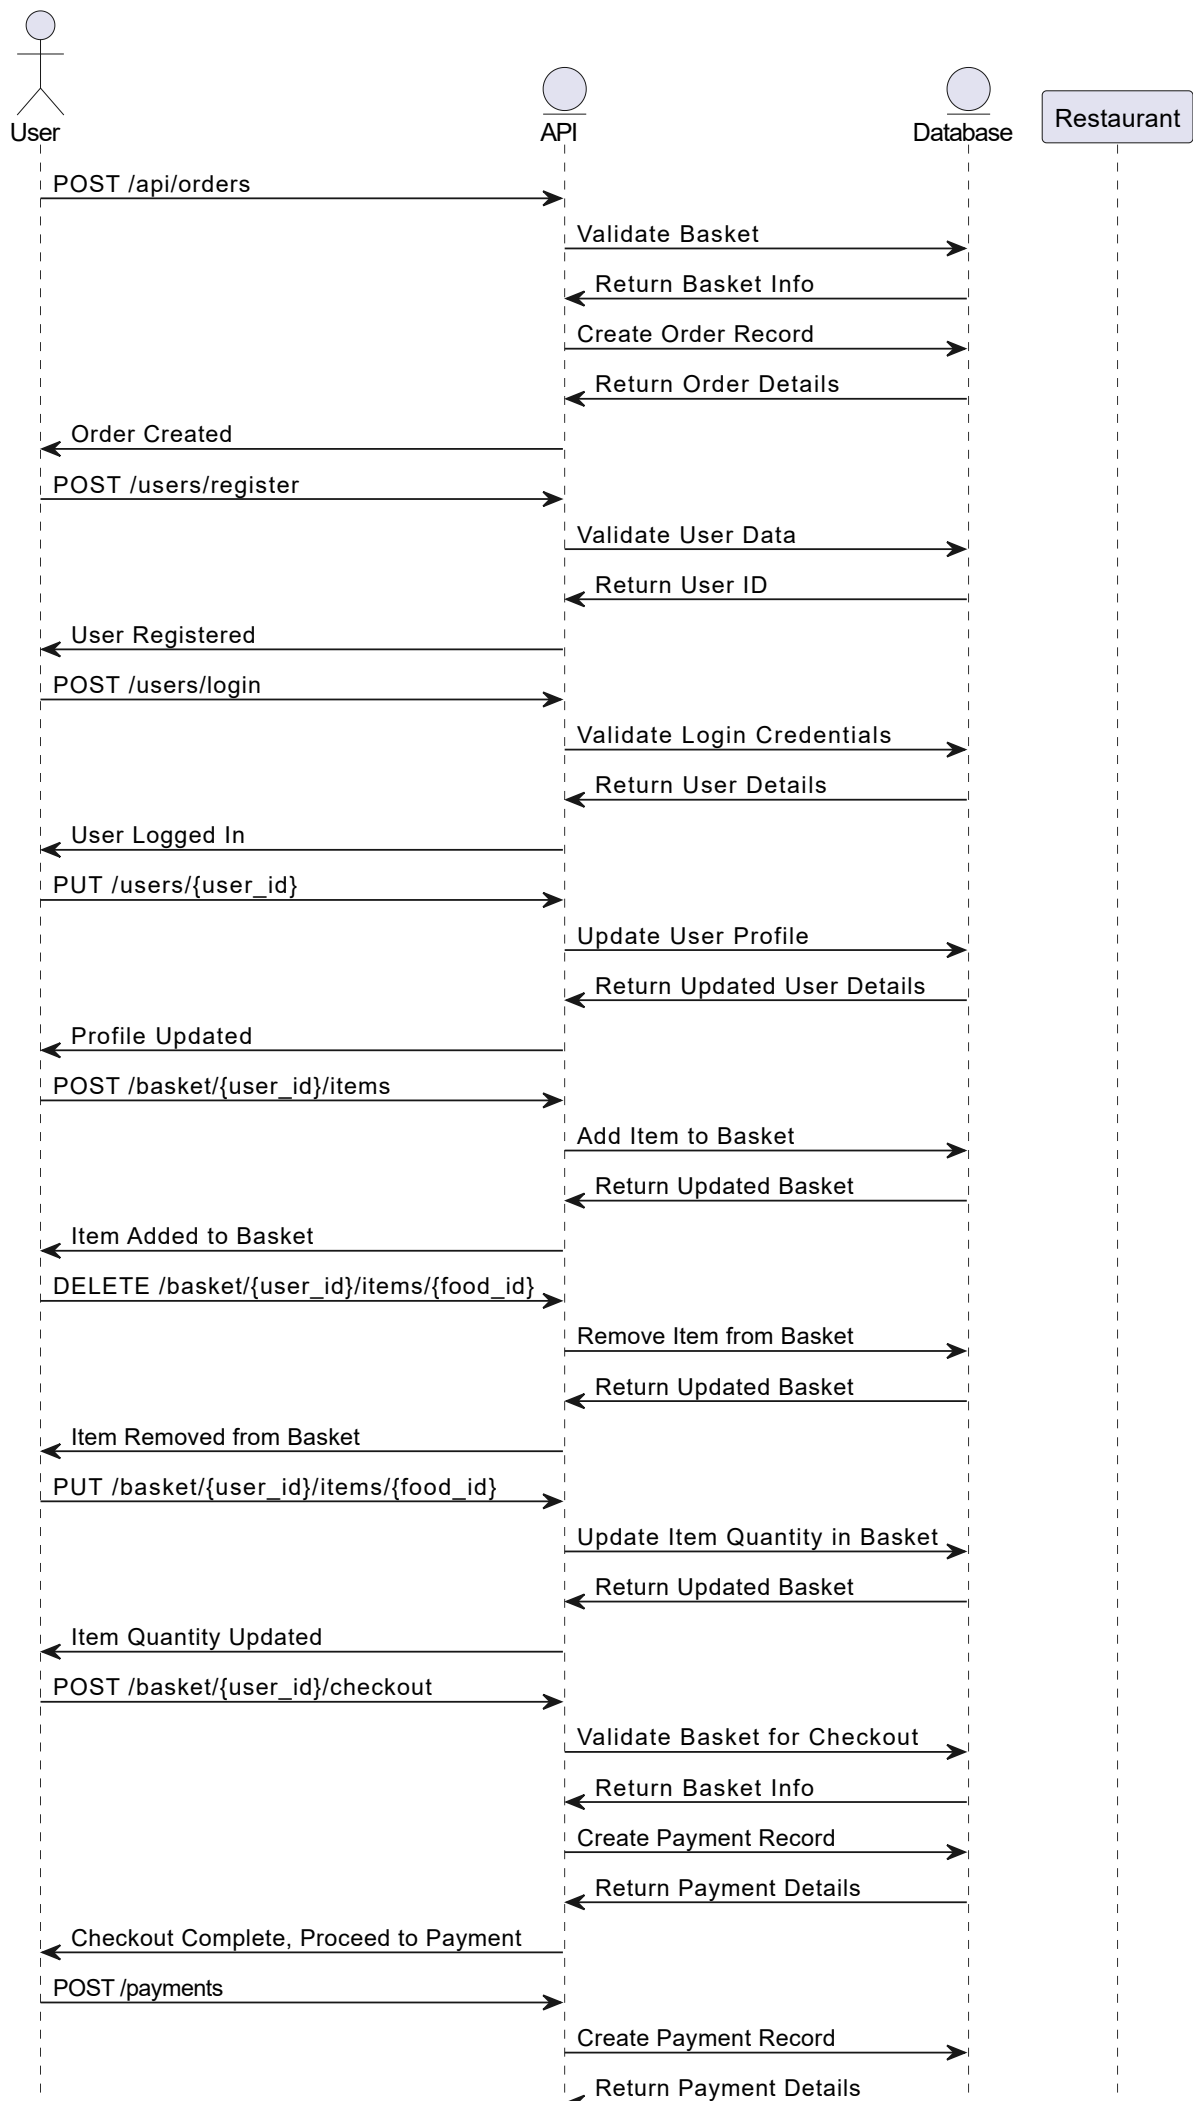 User
API
Database
Restaurant
POST /api/orders
Validate Basket
Return Basket Info
Create Order Record
Return Order Details
Order Created
POST /users/register
Validate User Data
Return User ID
User Registered
POST /users/login
Validate Login Credentials
Return User Details
User Logged In
PUT /users/{user_id}
Update User Profile
Return Updated User Details
Profile Updated
POST /basket/{user_id}/items
Add Item to Basket
Return Updated Basket
Item Added to Basket
DELETE /basket/{user_id}/items/{food_id}
Remove Item from Basket
Return Updated Basket
Item Removed from Basket
PUT /basket/{user_id}/items/{food_id}
Update Item Quantity in Basket
Return Updated Basket
Item Quantity Updated
POST /basket/{user_id}/checkout
Validate Basket for Checkout
Return Basket Info
Create Payment Record
Return Payment Details
Checkout Complete, Proceed to Payment
POST /payments
Create Payment Record
Return Payment Details